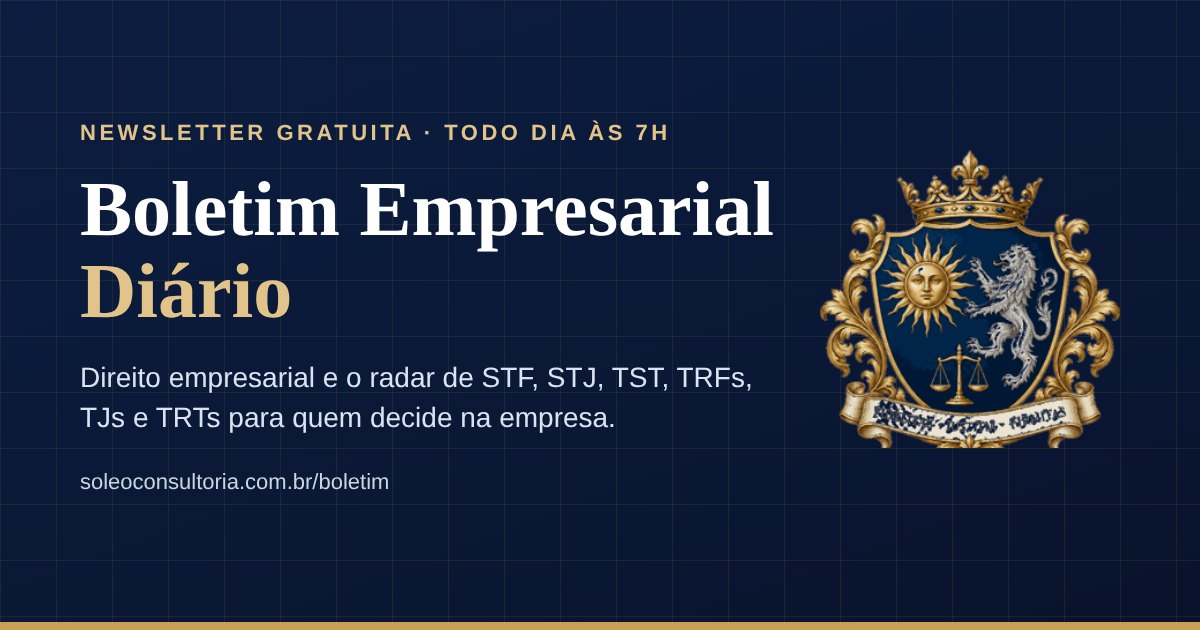 NEWSLETTER GRATUITA · TODO DIA ÀS 7H
Boletim Empresarial
Diário
Direito empresarial e o radar de STF, STJ, TST, TRFs,
TJs e TRTs para quem decide na empresa.
soleoconsultoria.com.br/boletim